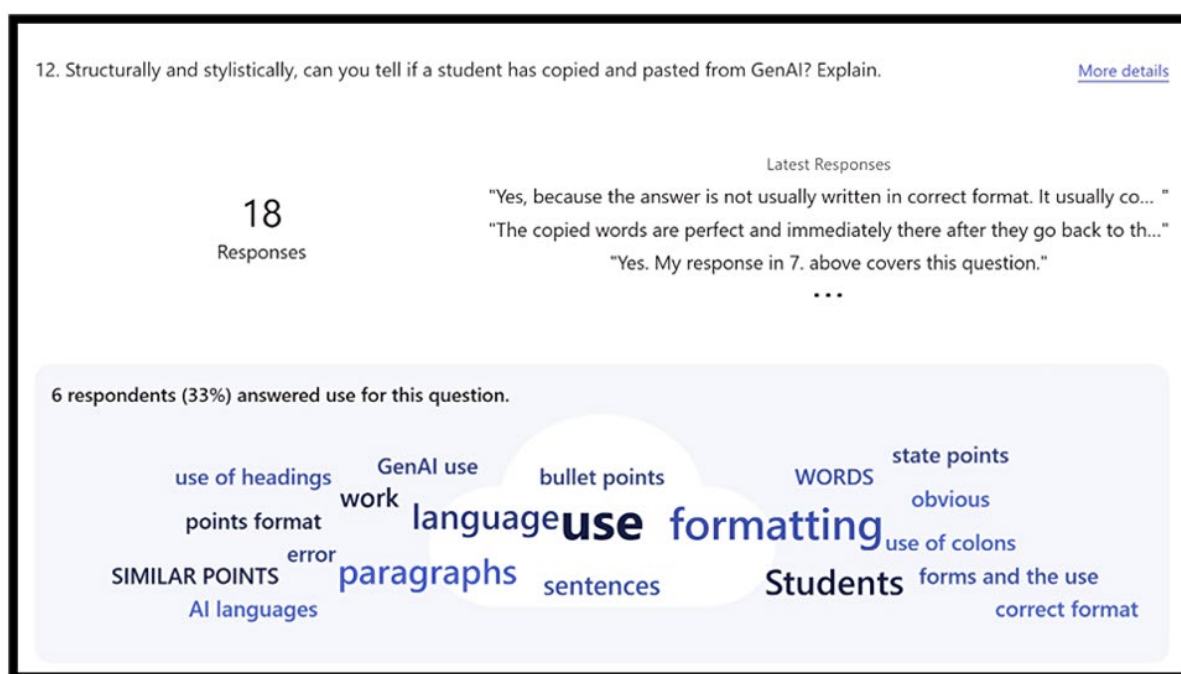 12. Structurally and stylistically, can you tell if a student has copied and pasted from GenAI? Explain.
More details
18
Responses
Latest Responses
"Yes, because the answer is not usually written in correct format. It usually co... "
"The copied words are perfect and immediately there after they go back to th..."
"Yes. My response in 7. above covers this question."
...
6 respondents (33%) answered use for this question.
use of headings
GenAI use
bullet points
WORDS
state points
work
obvious
points format
language
use
formatting
error
use of colons
SIMILAR POINTS
paragraphs
sentences
Students
forms and the use
AI languages
correct format